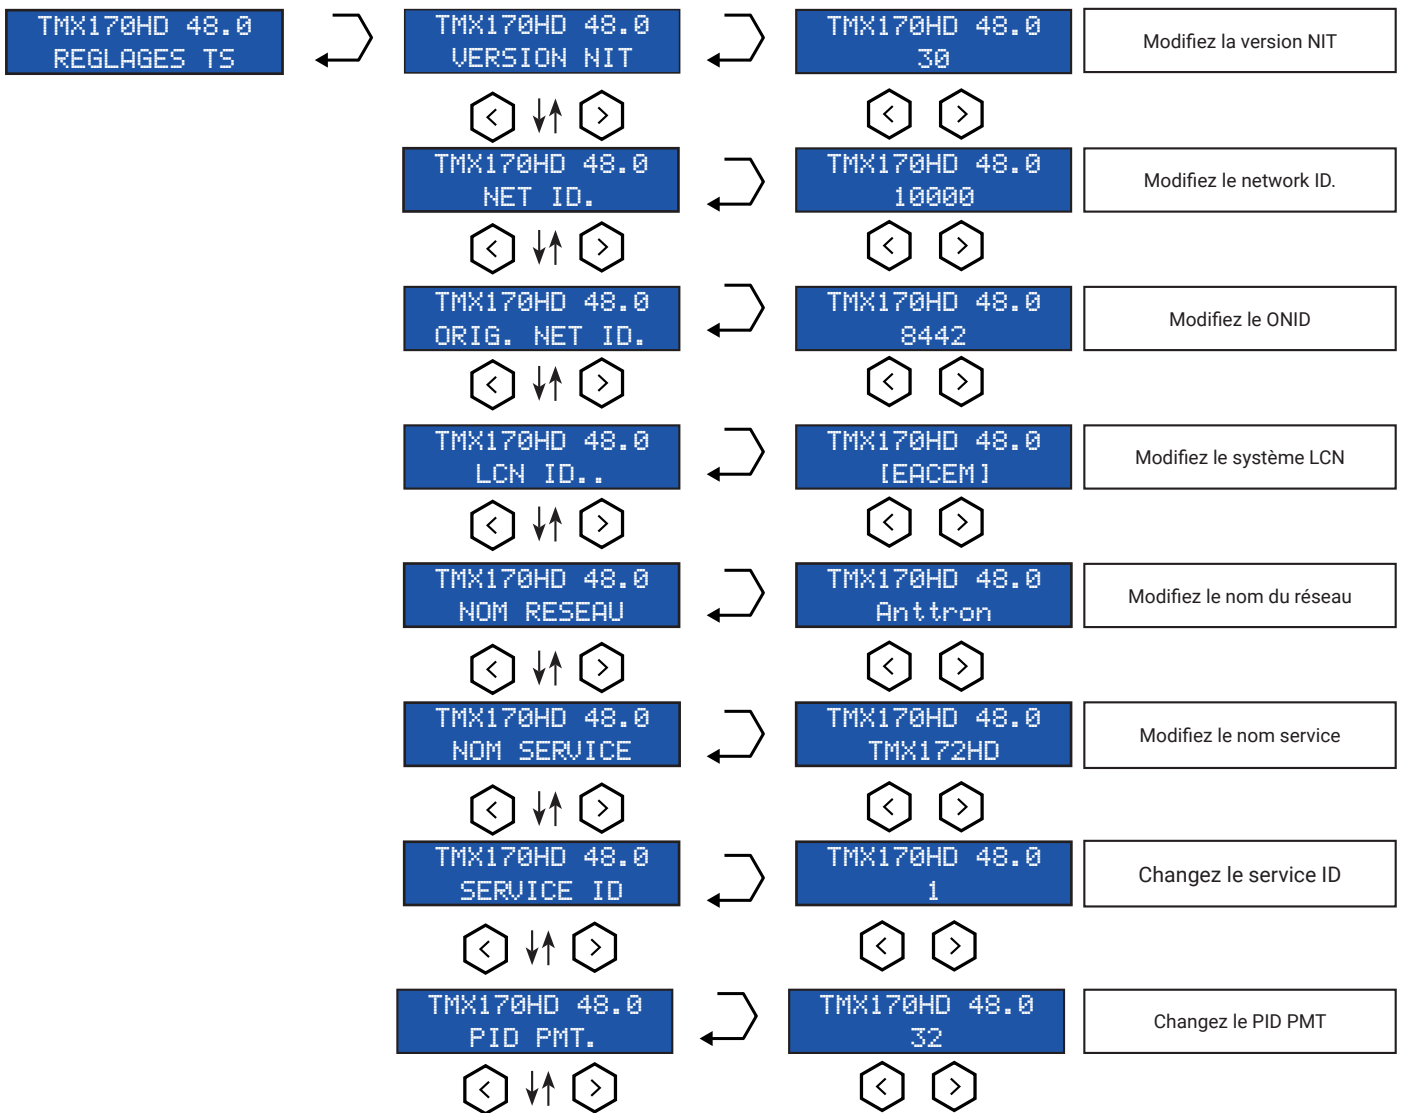 TMX170HD 48.0
REGLAGES TS
TMX170HD 48.0
VERSION NIT
TMX170HD 48.0
30
Modifiez la version NIT
TMX170HD 48.0
NET ID.
TMX170HD 48.0
10000
Modifiez le network ID.
TMX170HD 48.0
ORIG. NET ID.
TMX170HD 48.0
8442
Modifiez le ONID
TMX170HD 48.0
LCN ID..
TMX170HD 48.0
[EACEM]
Modifiez le système LCN
TMX170HD 48.0
NOM RESEAU
TMX170HD 48.0
Anttron
Modifiez le nom du réseau
TMX170HD 48.0
NOM SERVICE
TMX170HD 48.0
TMX172HD
Modifiez le nom service
TMX170HD 48.0
SERVICE ID
TMX170HD 48.0
1
Changez le service ID
TMX170HD 48.0
PID PMT.
TMX170HD 48.0
32
Changez le PID PMT